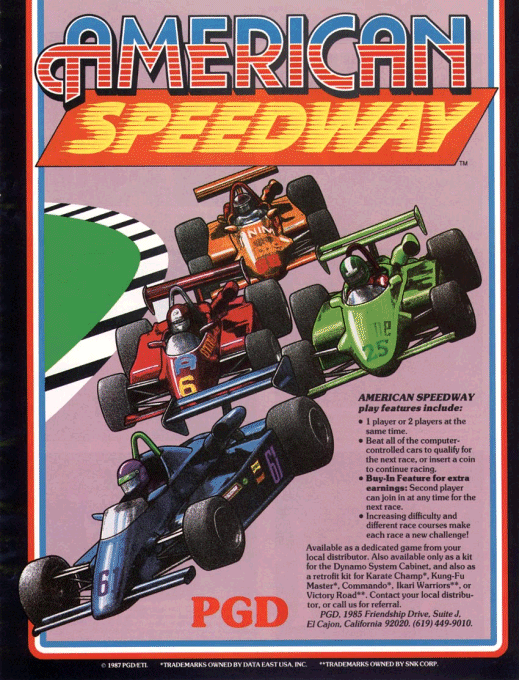 AMERICAN
SPEEDWAY
TM
25
6
6
AMERICAN SPEEDWAY
play features include:
• 1 player or 2 players at the
same time.
• Beat all of the computer-
controlled cars to qualify for
the next race, or insert a coin
to continue racing.
• Buy-In Feature for extra
earnings: Second player
can join in at any time for the
next race.
• Increasing difficulty and
different race courses make
each race a new challenge!
Available as a dedicated game from your
local distributor. Also available only as a kit
for the Dynamo System Cabinet, and also as
a retrofit kit for Karate Champ*, Kung-Fu
Master*, Commando*, Ikari Warriors**, or
Victory Road**. Contact your local distribu-
tor, or call us for referral.
PGD, 1985 Friendship Drive, Suite J,
El Cajon, California 92020, (619) 449-9010.
PGD
© 1987 PGD/ETI. *TRADEMARKS OWNED BY DATA EAST USA, INC. **TRADEMARKS OWNED BY SNK CORP.